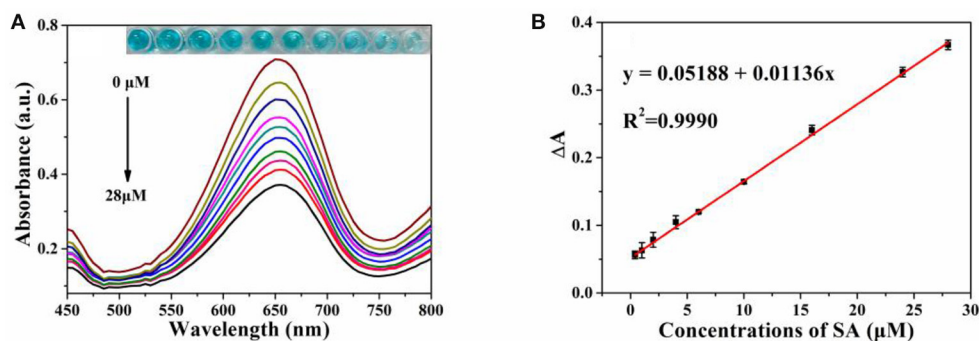 A
Absorbance (a.u.)
0.8
0.6
0.4
0.2
0 μM
28μM
450 500 550 600 650 700 750 800
Wavelength (nm)
B
ΔA
0.4
0.3
0.2
0.1
0.0
y = 0.05188 + 0.01136x
R²=0.9990
0 5 10 15 20 25 30
Concentrations of SA (μM)